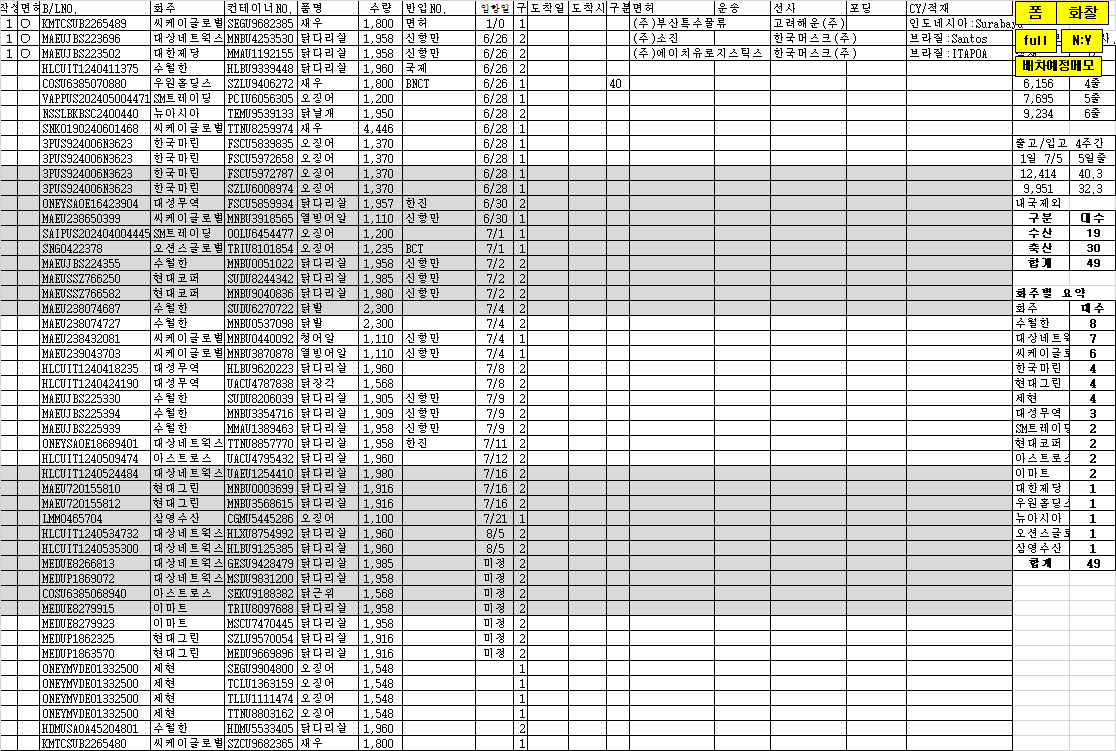 작성 면허 B/LNO. 화주 컨테이너NO. 품명 수량 반입NO. 입항일 구 도착일 도착시 구분 면허 운송 선사 포딩 CY/적재 폼 화찰
1 O KMTCSUB2265489 씨케이글로벌 SEGU9682385 새우 1,800 면허 1/0 1 (주)부산특수물류 고려해운(주) 인도네시아:Surabaya
1 O MAEUJBS223696 대상네트웍스 MNBU4253530 닭다리살 1,958 신항만 6/26 2 (주)소진 한국머스크(주) 브라질:Santos full N:Y
1 O MAEUJBS223502 대한제당 MMAU1192155 닭다리살 1,958 신항만 6/26 2 (주)에이치유로지스틱스 한국머스크(주) 브라질:ITAPOA
HLCUIT1240411375 수월한 HLBU9339448 닭다리살 1,960 국제 6/26 2 배차예정메모
COSU6385070880 우원홀딩스 SZLU9406272 새우 1,600 BNCT 6/26 1 40 6,156 4줄
VAPPUS202405004471 SM트레이딩 PCIU6056305 오징어 1,200 6/28 1 7,695 5줄
NSSLBKBSC2400440 뉴아시아 TEMU9539133 닭날개 1,950 6/28 2 9,234 6줄
SNKO190240601468 씨케이글로벌 TTNU8259974 새우 4,446 6/28 1
3PUS924006N3623 한국마린 FSCU5839835 오징어 1,370 6/28 1 출고/입고 4주간
3PUS924006N3623 한국마린 FSCU5972658 오징어 1,370 6/28 1 1일 7/5 5일줄
3PUS924006N3623 한국마린 FSCU5972787 오징어 1,370 6/28 1 12,414 40.3
3PUS924006N3623 한국마린 SZLU6008974 오징어 1,370 6/28 1 9,951 32.3
ONEYSAOE16423904 대성무역 FSCU5859934 닭다리살 1,957 한진 6/30 2 내국제외
MAEU238650399 씨케이글로벌 MNBU3918565 열빙어알 1,110 신항만 6/30 1 구분 대수
SAIPUS202404004445 SM트레이딩 OOLU6454477 오징어 1,200 7/1 1 수산 19
SNG0422378 오션스글로벌 TRIU8101854 오징어 1,235 BCT 7/1 1 축산 30
MAEUJBS224355 수월한 MNBU0051022 닭다리살 1,958 신항만 7/2 2 합계 49
MAEUSSZ766250 현대코퍼 SUDU8244342 닭다리살 1,985 신항만 7/2 2
MAEUSSZ766582 현대코퍼 MNBU9040836 닭다리살 1,980 신항만 7/2 2 화주별 요약
MAEU238074687 수월한 SUDU6270722 닭발 2,300 7/4 2 화주 대수
MAEU238074727 수월한 MNBU0537098 닭발 2,300 7/4 2 수월한 8
MAEU238432081 씨케이글로벌 MNBU0440092 청어알 1,110 신항만 7/4 1 대상네트웍 7
MAEU239043703 씨케이글로벌 MNBU3870878 열빙어알 1,110 신항만 7/4 1 씨케이글로 6
HLCUIT1240418235 대성무역 HLBU9620223 닭다리살 1,960 7/8 2 한국마린 4
HLCUIT1240424190 대성무역 UACU4787838 닭장각 1,568 7/8 2 현대그린 4
MAEUJBS225330 수월한 SUDU8206039 닭다리살 1,905 신항만 7/9 2 세현 4
MAEUJBS225394 수월한 MNBU3354716 닭다리살 1,909 신항만 7/9 2 대성무역 3
MAEUJBS225939 수월한 MMAU1389463 닭다리살 1,958 신항만 7/9 2 SM트레이딩 2
ONEYSAOE18689401 대상네트웍스 TTNU8857770 닭다리살 1,958 한진 7/11 2 현대코퍼 2
HLCUIT1240509474 아스트로스 UACU4795432 닭다리살 1,960 7/12 2 아스트로스 2
HLCUIT1240524484 대상네트웍스 UAEU1254410 닭다리살 1,980 7/16 2 이마트 2
MAEU720155810 현대그린 MNBU0003699 닭다리살 1,916 7/16 2 대한제당 1
MAEU720155812 현대그린 MNBU3568615 닭다리살 1,916 7/16 2 우원홀딩스 1
LMM0465704 삼영수산 CGMU5445286 오징어 1,100 7/21 1 뉴아시아 1
HLCUIT1240534732 대상네트웍스 HLXU8754992 닭다리살 1,960 8/5 2 오션스글로 1
HLCUIT1240535300 대상네트웍스 HLBU9125385 닭다리살 1,960 8/5 2 삼영수산 1
MEDUE8266813 대상네트웍스 GESU9428479 닭다리살 1,985 미정 2 합계 49
MEDUP1869072 대상네트웍스 MSDU9831200 닭다리살 1,958 미정 2
COSU6385068940 아스트로스 SEKU9188382 닭근위 1,568 미정 2
MEDUE8279915 이마트 TRIU8097688 닭다리살 1,958 미정 2
MEDUE8279923 이마트 MSCU7470445 닭다리살 1,958 미정 2
MEDUP1862325 현대그린 SZLU9570054 닭다리살 1,916 미정 2
MEDUP1863570 현대그린 MEDU9669896 닭다리살 1,916 미정 2
ONEYMVDE01332500 세현 SEGU9904800 오징어 1,548 1
ONEYMVDE01332500 세현 TCLU1363159 오징어 1,548 1
ONEYMVDE01332500 세현 TLLU1111474 오징어 1,548 1
ONEYMVDE01332500 세현 TTNU8803162 오징어 1,548 1
HDMUSAOA45204801 수월한 HDMU5533405 닭다리살 1,960 2
KMTCSUB2265480 씨케이글로벌 SZCU9682365 새우 1,800 1